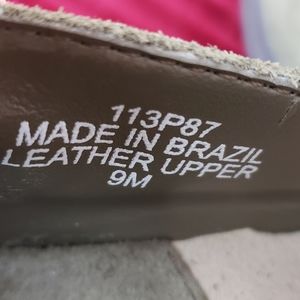 113P87
MADE IN BRAZIL
LEATHER UPPER
9M